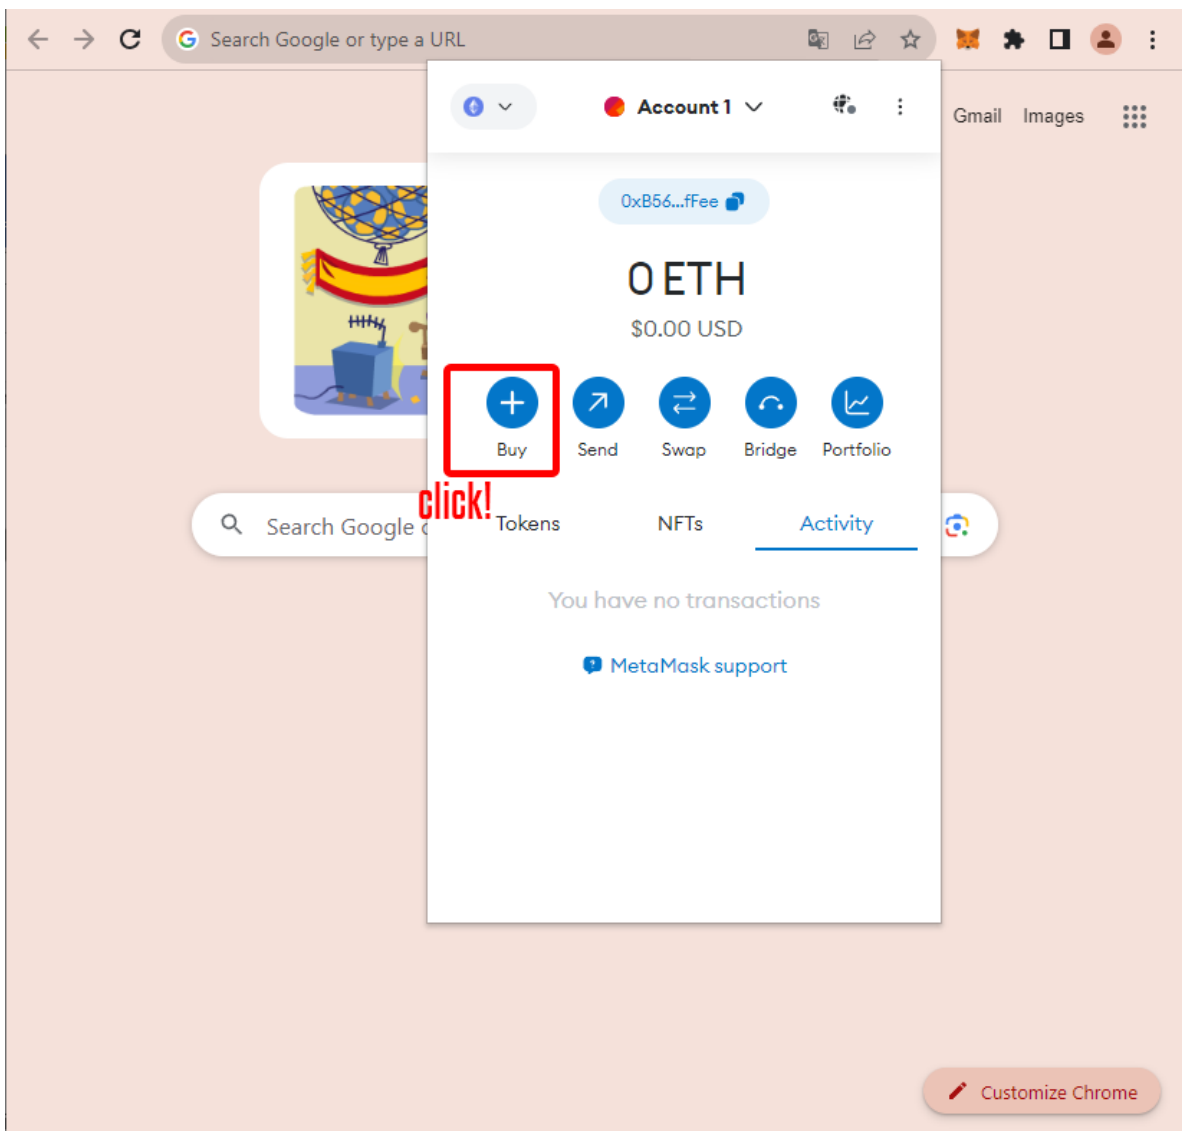 Search Google or type a URL
Account 1
Gmail Images
0xB56...fFee
0 ETH
$0.00 USD
Buy Send Swap Bridge Portfolio
click!
Search Google
Tokens NFTs Activity
You have no transactions
MetaMask support
Customize Chrome